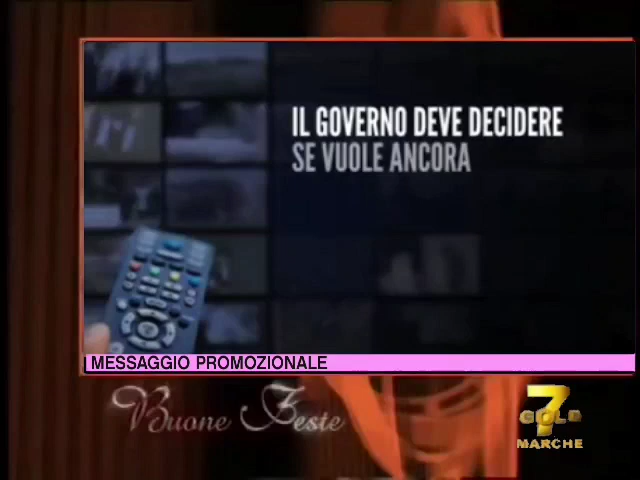 IL GOVERNO DEVE DECIDERE
SE VUOLE ANCORA
MESSAGGIO PROMOZIONALE
Buone Feste
7
GOLD
MARCHE